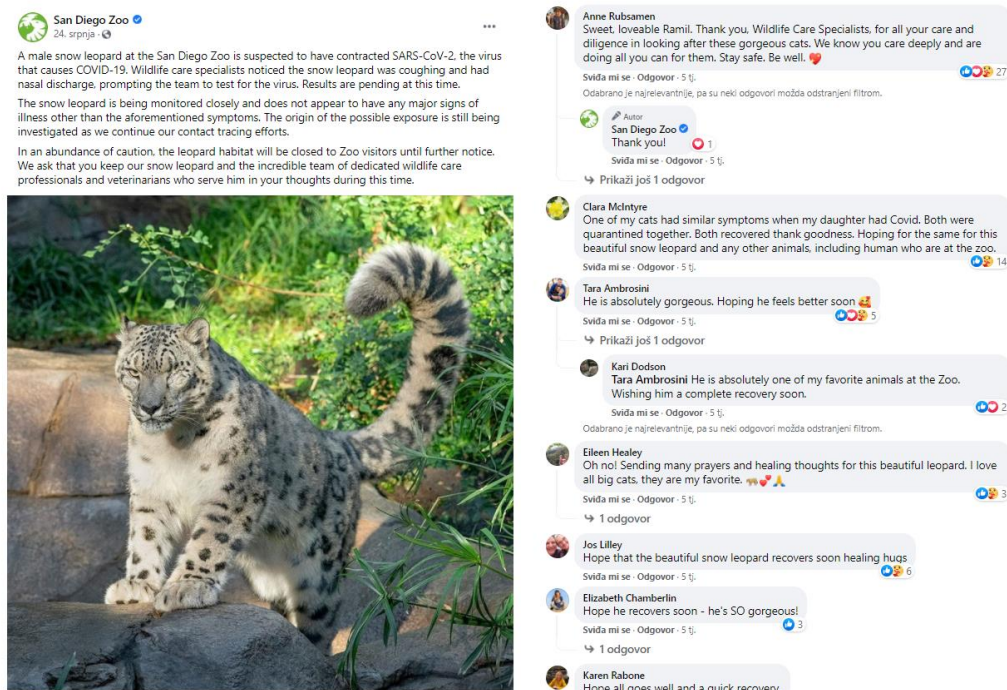 San Diego Zoo
24. srpnja ·
A male snow leopard at the San Diego Zoo is suspected to have contracted SARS-CoV-2, the virus
that causes COVID-19. Wildlife care specialists noticed the snow leopard was coughing and had
nasal discharge, prompting the team to test for the virus. Results are pending at this time.
The snow leopard is being monitored closely and does not appear to have any major signs of
illness other than the aforementioned symptoms. The origin of the possible exposure is still being
investigated as we continue our contact tracing efforts.
In an abundance of caution, the leopard habitat will be closed to Zoo visitors until further notice.
We ask that you keep our snow leopard and the incredible team of dedicated wildlife care
professionals and veterinarians who serve him in your thoughts during this time.
Anne Rubsamen
Sweet, loveable Ramil. Thank you, Wildlife Care Specialists, for all your care and
diligence in looking after these gorgeous cats. We know you care deeply and are
doing all you can for them. Stay safe. Be well. 💖
27
Sviđa mi se · Odgovor · 5 tj.
Odabrano je najrelevantnije, pa su neki odgovori možda odstranjeni filtrom.
Autor
San Diego Zoo
Thank you!
1
Sviđa mi se · Odgovor · 5 tj.
Prikaži još 1 odgovor
Clara McIntyre
One of my cats had similar symptoms when my daughter had Covid. Both were
quarantined together. Both recovered thank goodness. Hoping for the same for this
beautiful snow leopard and any other animals, including human who are at the zoo.
14
Sviđa mi se · Odgovor · 5 tj.
Tara Ambrosini
He is absolutely gorgeous. Hoping he feels better soon 🥰
5
Sviđa mi se · Odgovor · 5 tj.
Prikaži još 1 odgovor
Kari Dodson
Tara Ambrosini He is absolutely one of my favorite animals at the Zoo.
Wishing him a complete recovery soon.
2
Sviđa mi se · Odgovor · 5 tj.
Odabrano je najrelevantnije, pa su neki odgovori možda odstranjeni filtrom.
Eileen Healey
Oh no! Sending many prayers and healing thoughts for this beautiful leopard. I love
all big cats, they are my favorite. 🐅💕🙏
3
Sviđa mi se · Odgovor · 5 tj.
1 odgovor
Jos Lilley
Hope that the beautiful snow leopard recovers soon healing hugs
6
Sviđa mi se · Odgovor · 5 tj.
Elizabeth Chamberlin
Hope he recovers soon - he's SO gorgeous!
3
Sviđa mi se · Odgovor · 5 tj.
1 odgovor
Karen Rabone
Hope all goes well and a quick recovery